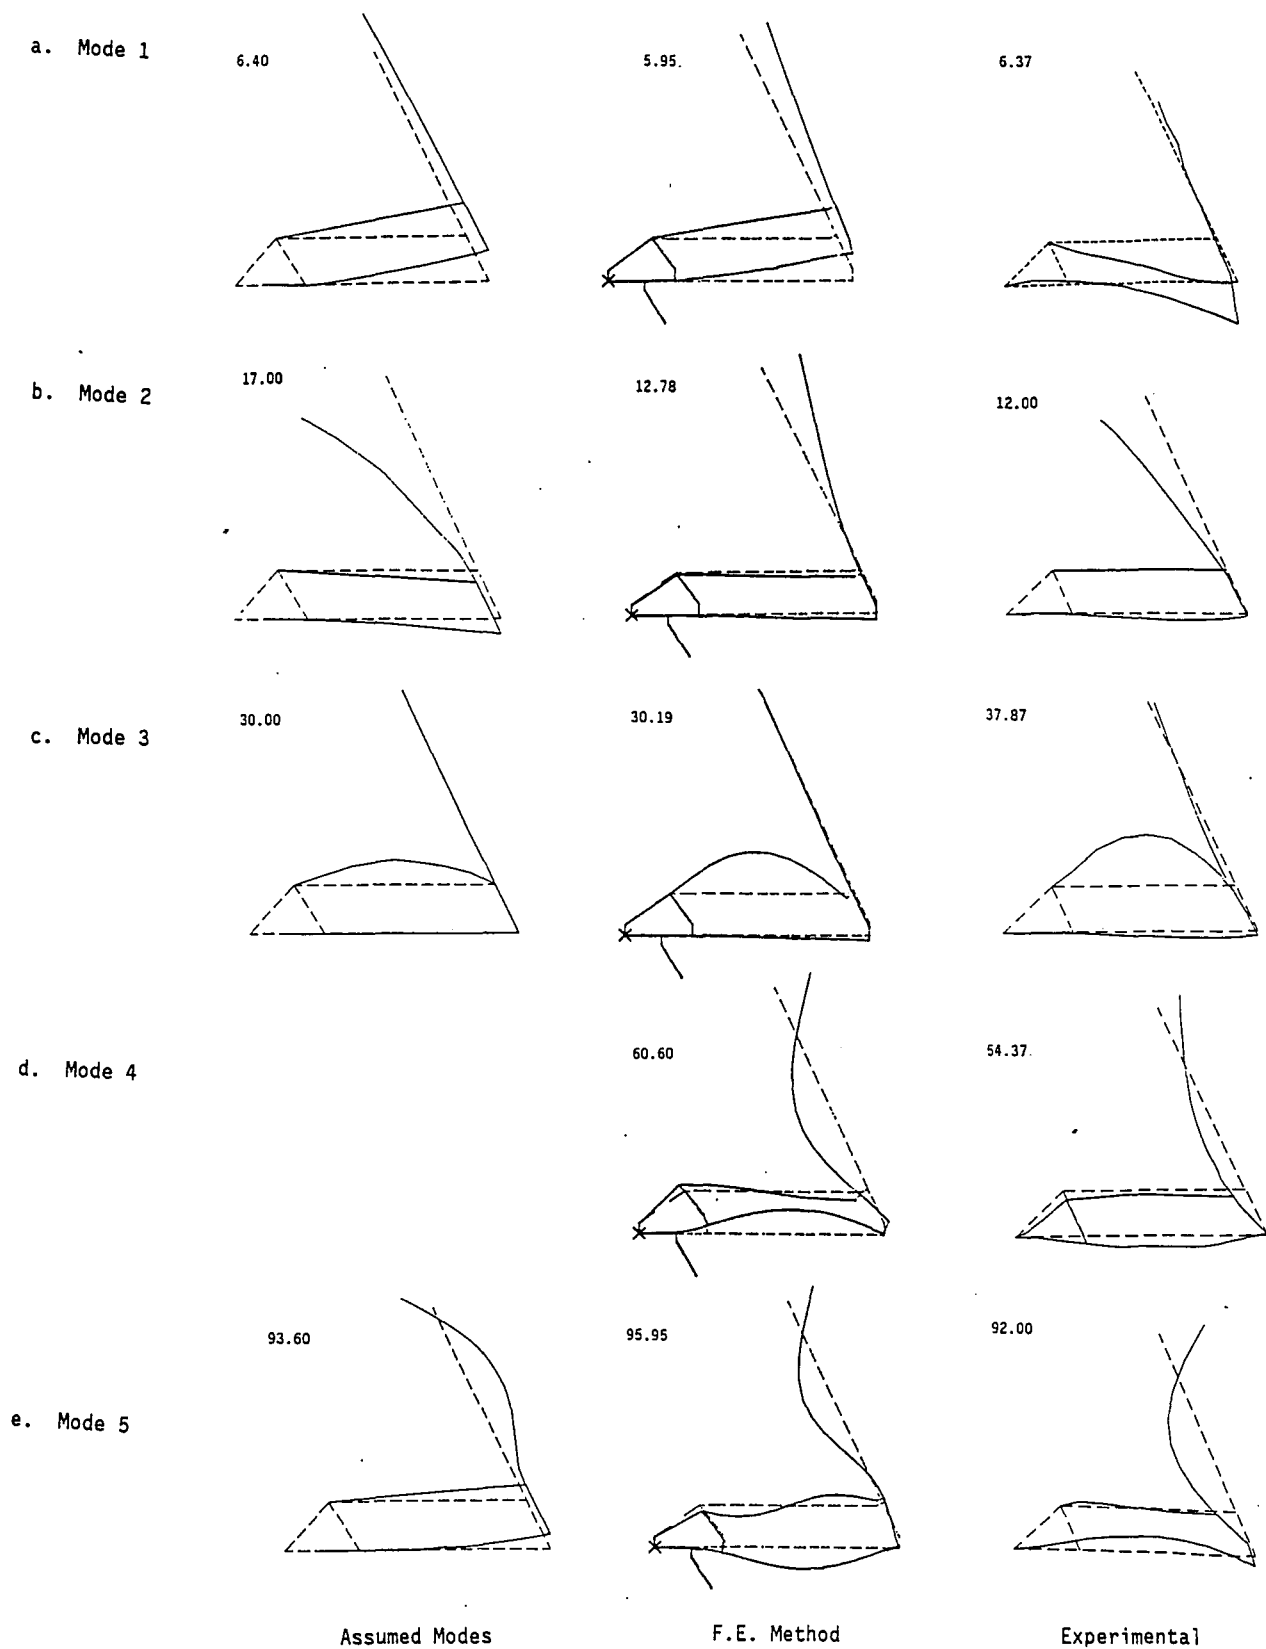 a. Mode 1
6.40
5.95.
6.37
b. Mode 2
17.00
12.78
12.00
c. Mode 3
30.00
30.19
37.87
d. Mode 4
60.60
54.37.
e. Mode 5
93.60
95.95
92.00
Assumed Modes
F.E. Method
Experimental